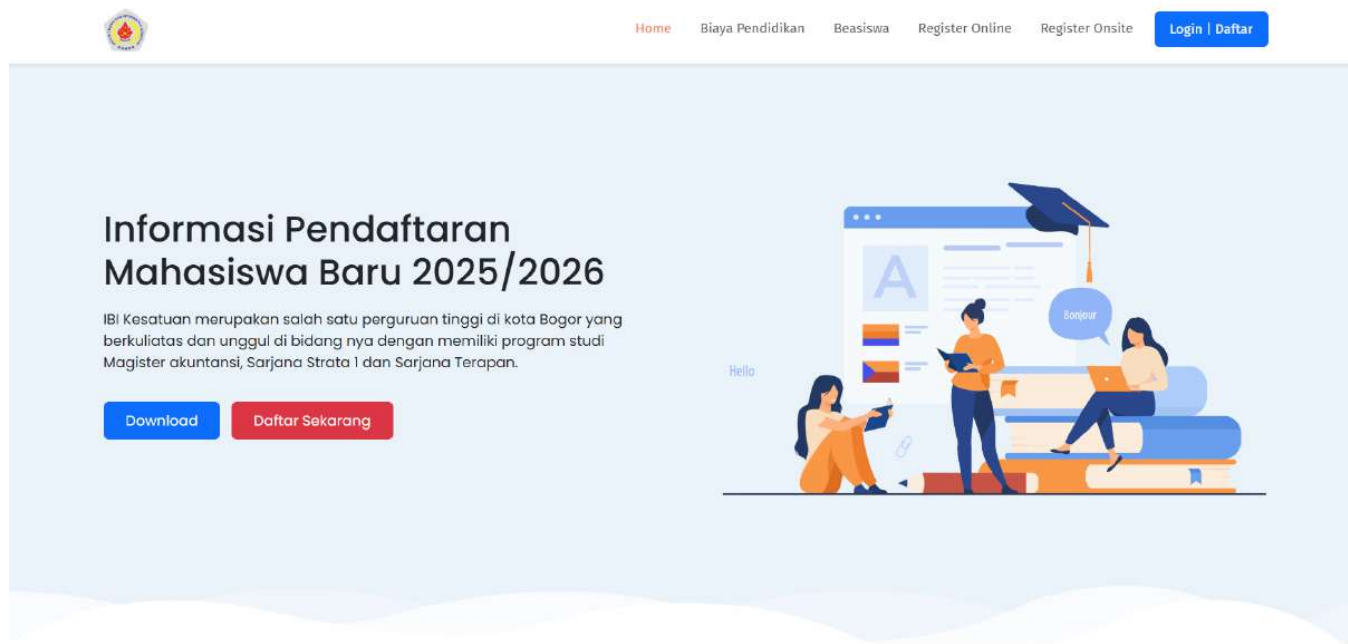 Home
Biaya Pendidikan
Beasiswa
Register Online
Register Onsite
Login | Daftar
Informasi Pendaftaran
Mahasiswa Baru 2025/2026
IBI Kesatuan merupakan salah satu perguruan tinggi di kota Bogor yang
berkuliatas dan unggul di bidang nya dengan memiliki program studi
Magister akuntansi, Sarjana Strata 1 dan Sarjana Terapan.
Download
Daftar Sekarang
A
Bonjour
Hello